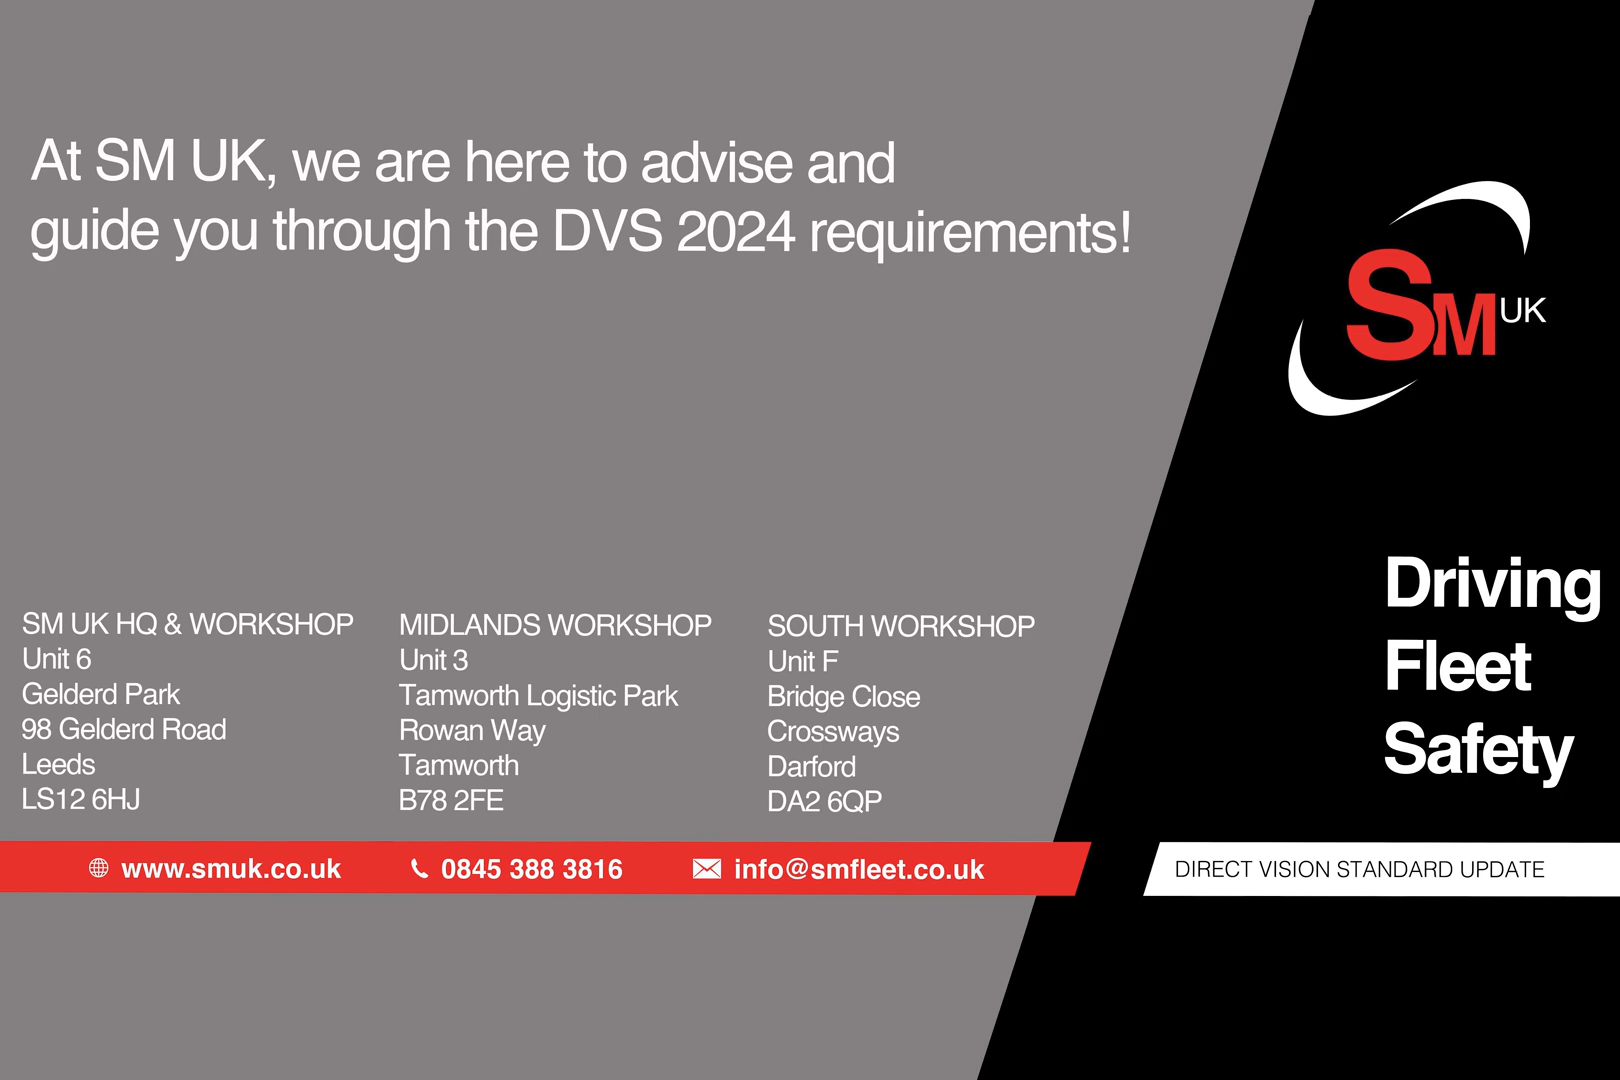 At SM UK, we are here to advise and
guide you through the DVS 2024 requirements!
SM UK
Driving
Fleet
Safety
SM UK HQ & WORKSHOP
Unit 6
Gelderd Park
98 Gelderd Road
Leeds
LS12 6HJ
MIDLANDS WORKSHOP
Unit 3
Tamworth Logistic Park
Rowan Way
Tamworth
B78 2FE
SOUTH WORKSHOP
Unit F
Bridge Close
Crossways
Darford
DA2 6QP
www.smuk.co.uk
0845 388 3816
info@smfleet.co.uk
DIRECT VISION STANDARD UPDATE